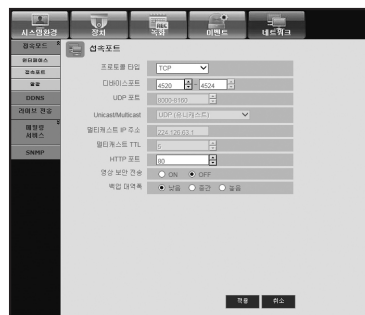 시스템환경 장치 녹화 이벤트 네트워크
REC
접속모드
인터페이스
접속포트
DDNS
라이브 전송
메일링
서비스
SNMP
접속포트
프로토콜 타입 TCP
디바이스포트 4520 ~ 4524
UDP 포트 8000-8160
Unicast/Multicast UDP (유니캐스트)
멀티캐스트 IP 주소 224.126.63.1
멀티캐스트 TTL 5
HTTP 포트 80
영상 보안 전송 ON OFF
백업 대역폭 낮음 중관 높음
적용 취소